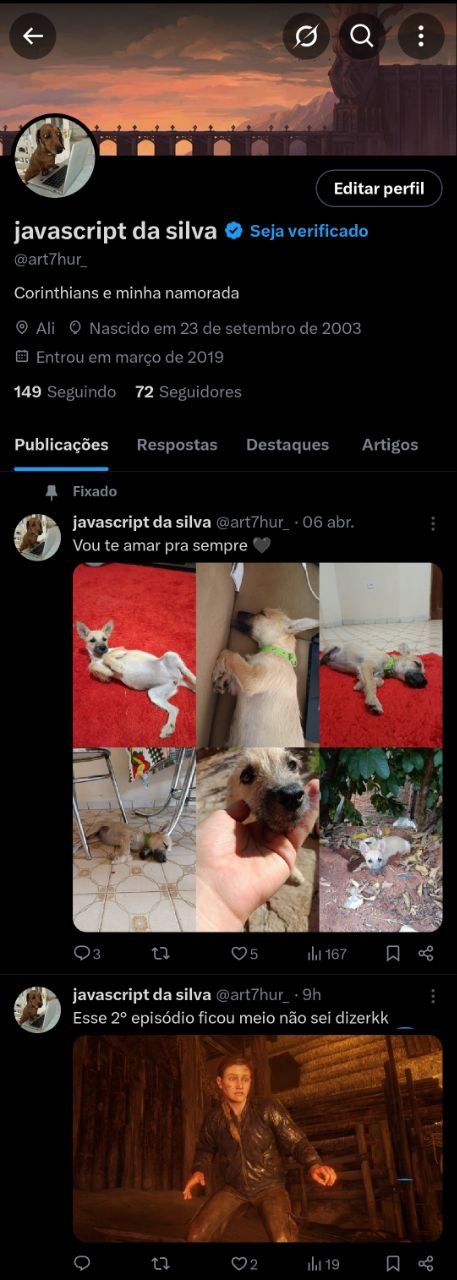 Editar perfil
javascript da silva Seja verificado
@art7hur_
Corinthians e minha namorada
Ali Nascido em 23 de setembro de 2003
Entrou em março de 2019
149 Seguindo 72 Seguidores
Publicações Respostas Destaques Artigos
Fixado
javascript da silva @art7hur_ · 06 abr.
Vou te amar pra sempre 🖤
3 5 167
javascript da silva @art7hur_ · 9h
Esse 2° episódio ficou meio não sei dizerkk
2 19